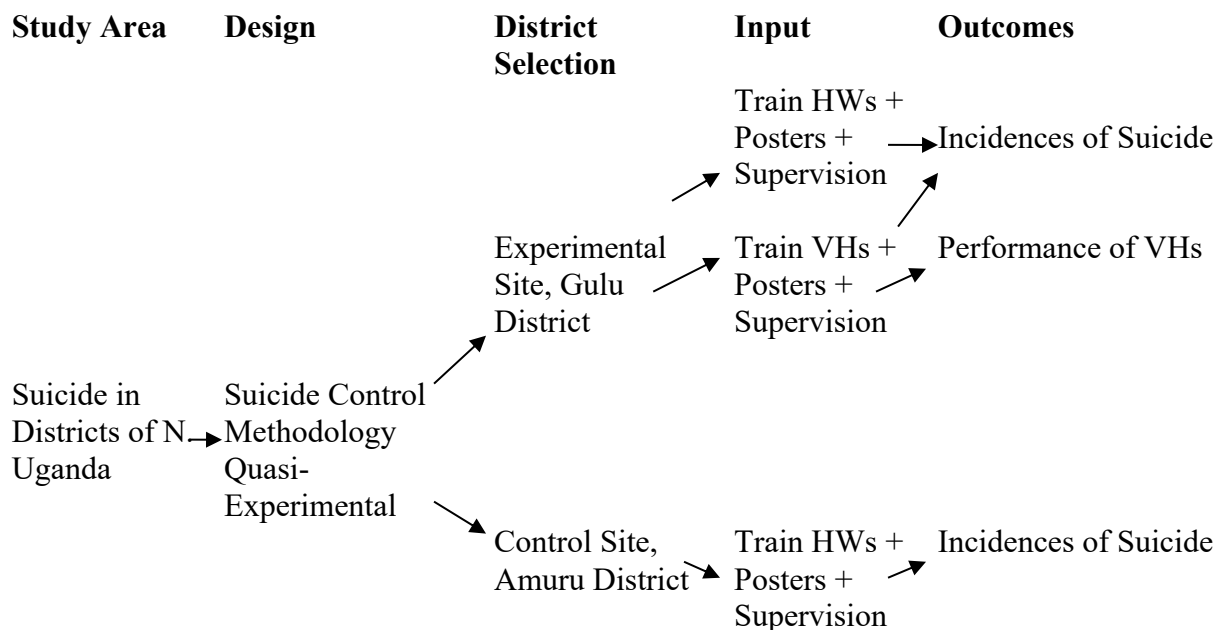 Study Area Design District Selection Input Outcomes
Train HWs +
Posters +
Supervision
Incidences of Suicide
Experimental
Site, Gulu
District
Train VHs +
Posters +
Supervision
Performance of VHs
Suicide in
Districts of N.
Uganda
Suicide Control
Methodology
Quasi-
Experimental
Control Site,
Amuru District
Train HWs +
Posters +
Supervision
Incidences of Suicide